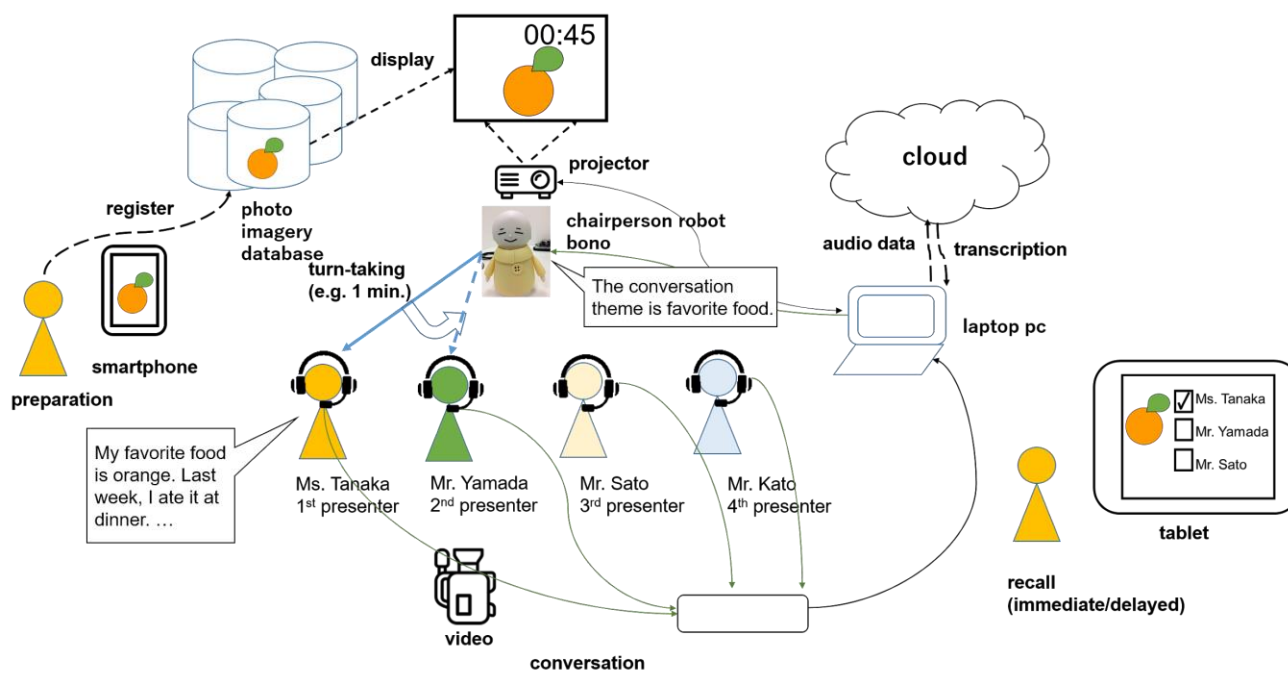 00:45
display
projector
cloud
register
photo
imagery
database
chairperson robot
bono
audio data
transcription
turn-taking
(e.g. 1 min.)
The conversation
theme is favorite food.
laptop pc
smartphone
preparation
My favorite food
is orange. Last
week, I ate it at
dinner. …
Ms. Tanaka
1st presenter
Mr. Yamada
2nd presenter
Mr. Sato
3rd presenter
Mr. Kato
4th presenter
Ms. Tanaka
Mr. Yamada
Mr. Sato
tablet
recall
(immediate/delayed)
video
conversation